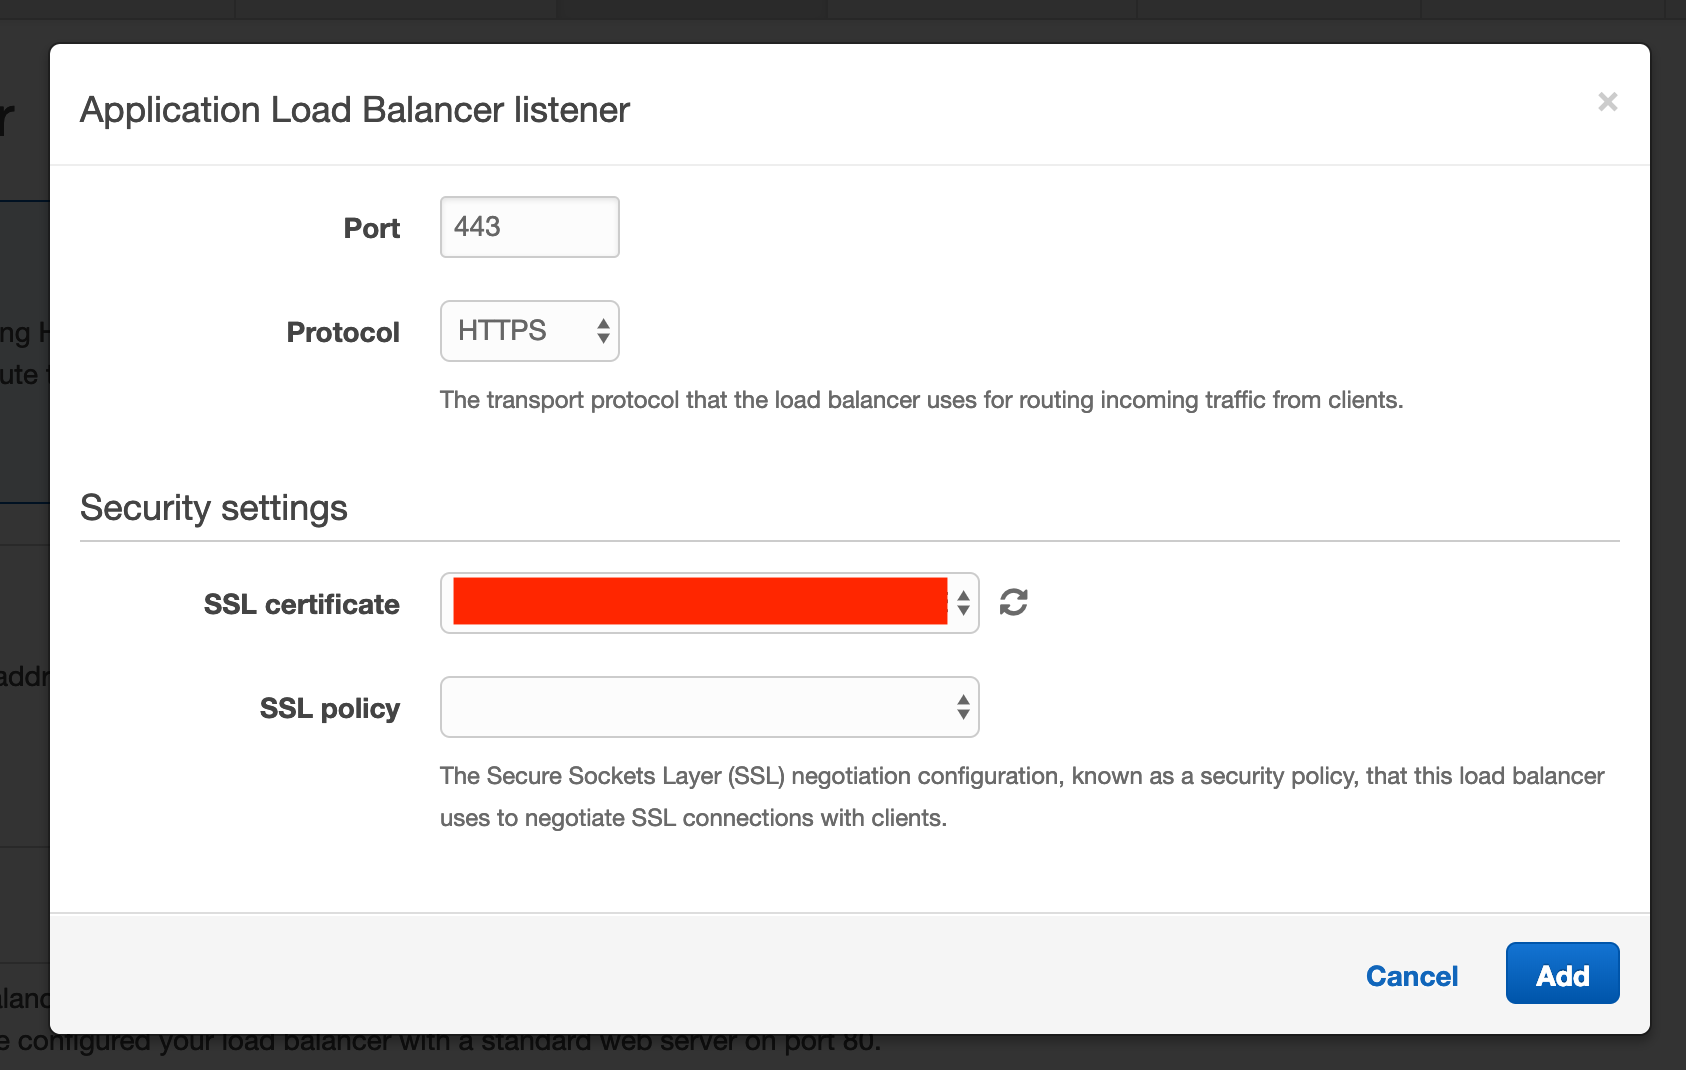 r
Application Load Balancer listener
×
Port
443
Protocol
HTTPS
The transport protocol that the load balancer uses for routing incoming traffic from clients.
ng H
ute
Security settings
SSL certificate
addr
SSL policy
The Secure Sockets Layer (SSL) negotiation configuration, known as a security policy, that this load balancer
uses to negotiate SSL connections with clients.
Cancel
Add
lanc
e configured your load balancer with a standard web server on port 80.